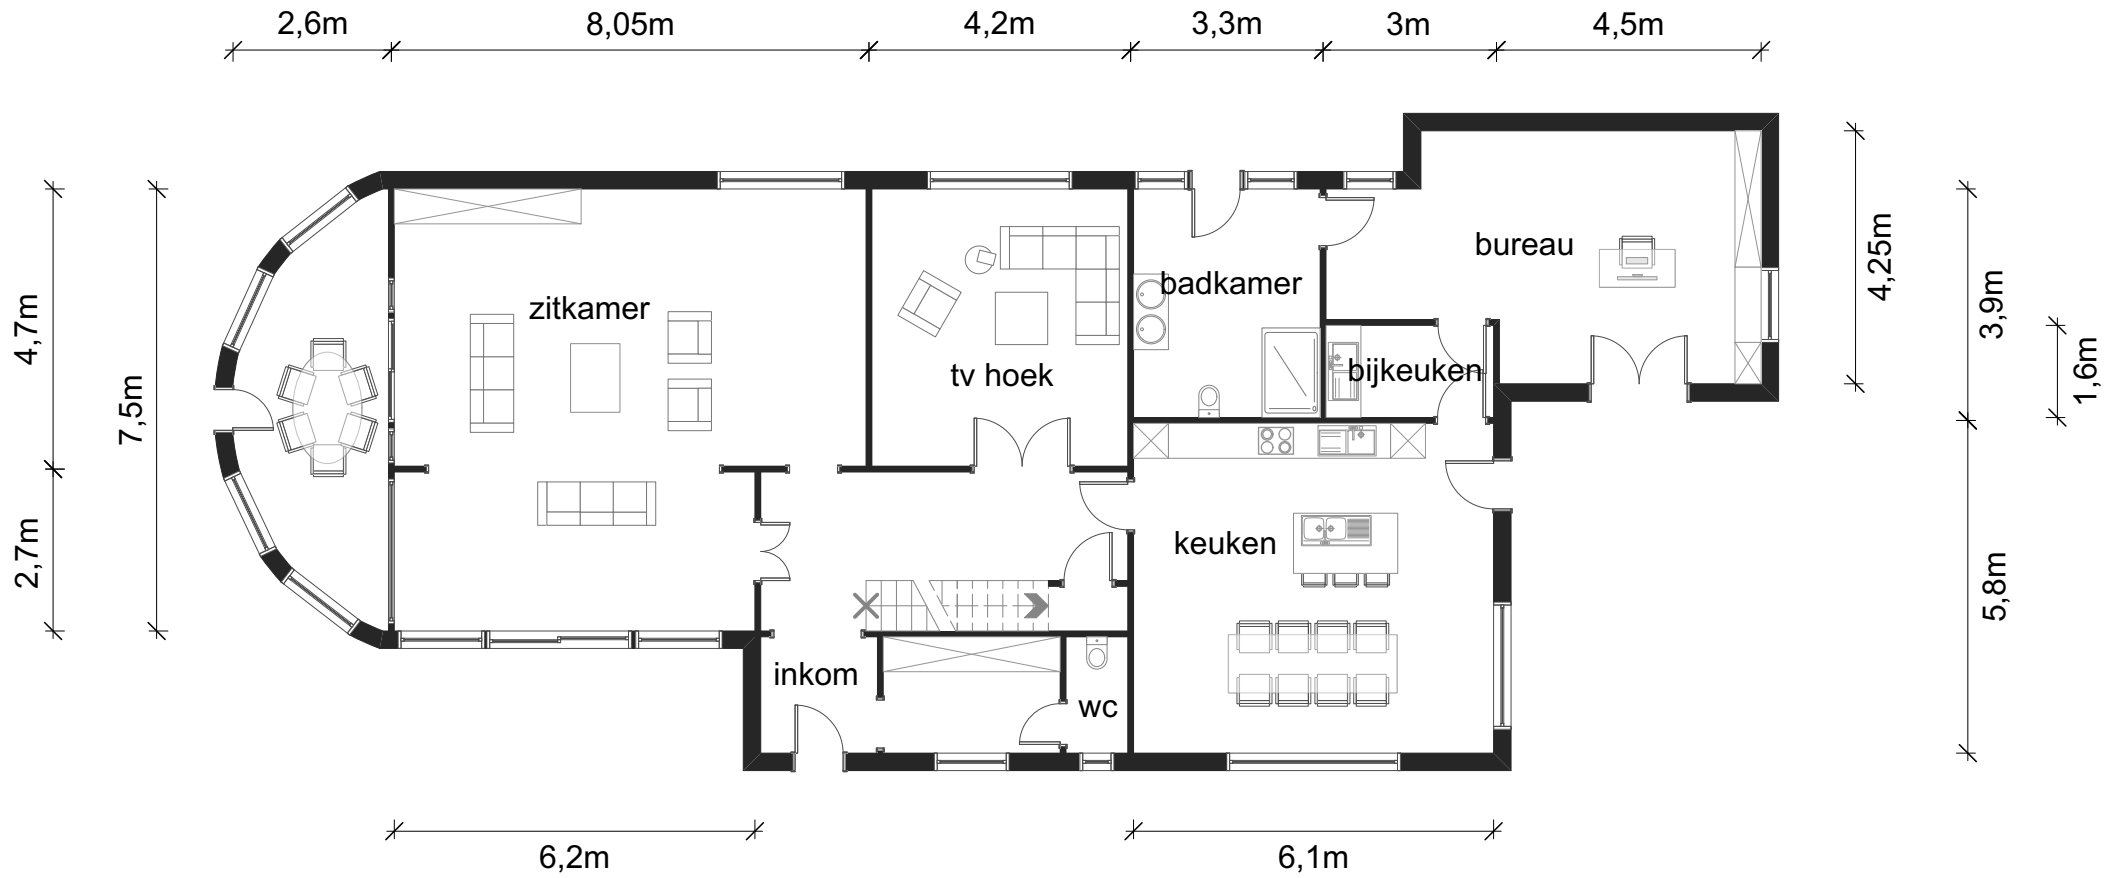 2,6m
8,05m
4,2m
3,3m
3m
4,5m
4,7m
7,5m
2,7m
zitkamer
tv hoek
badkamer
bureau
bijkeuken
keuken
inkom
wc
4,25m
3,9m
1,6m
5,8m
6,2m
6,1m